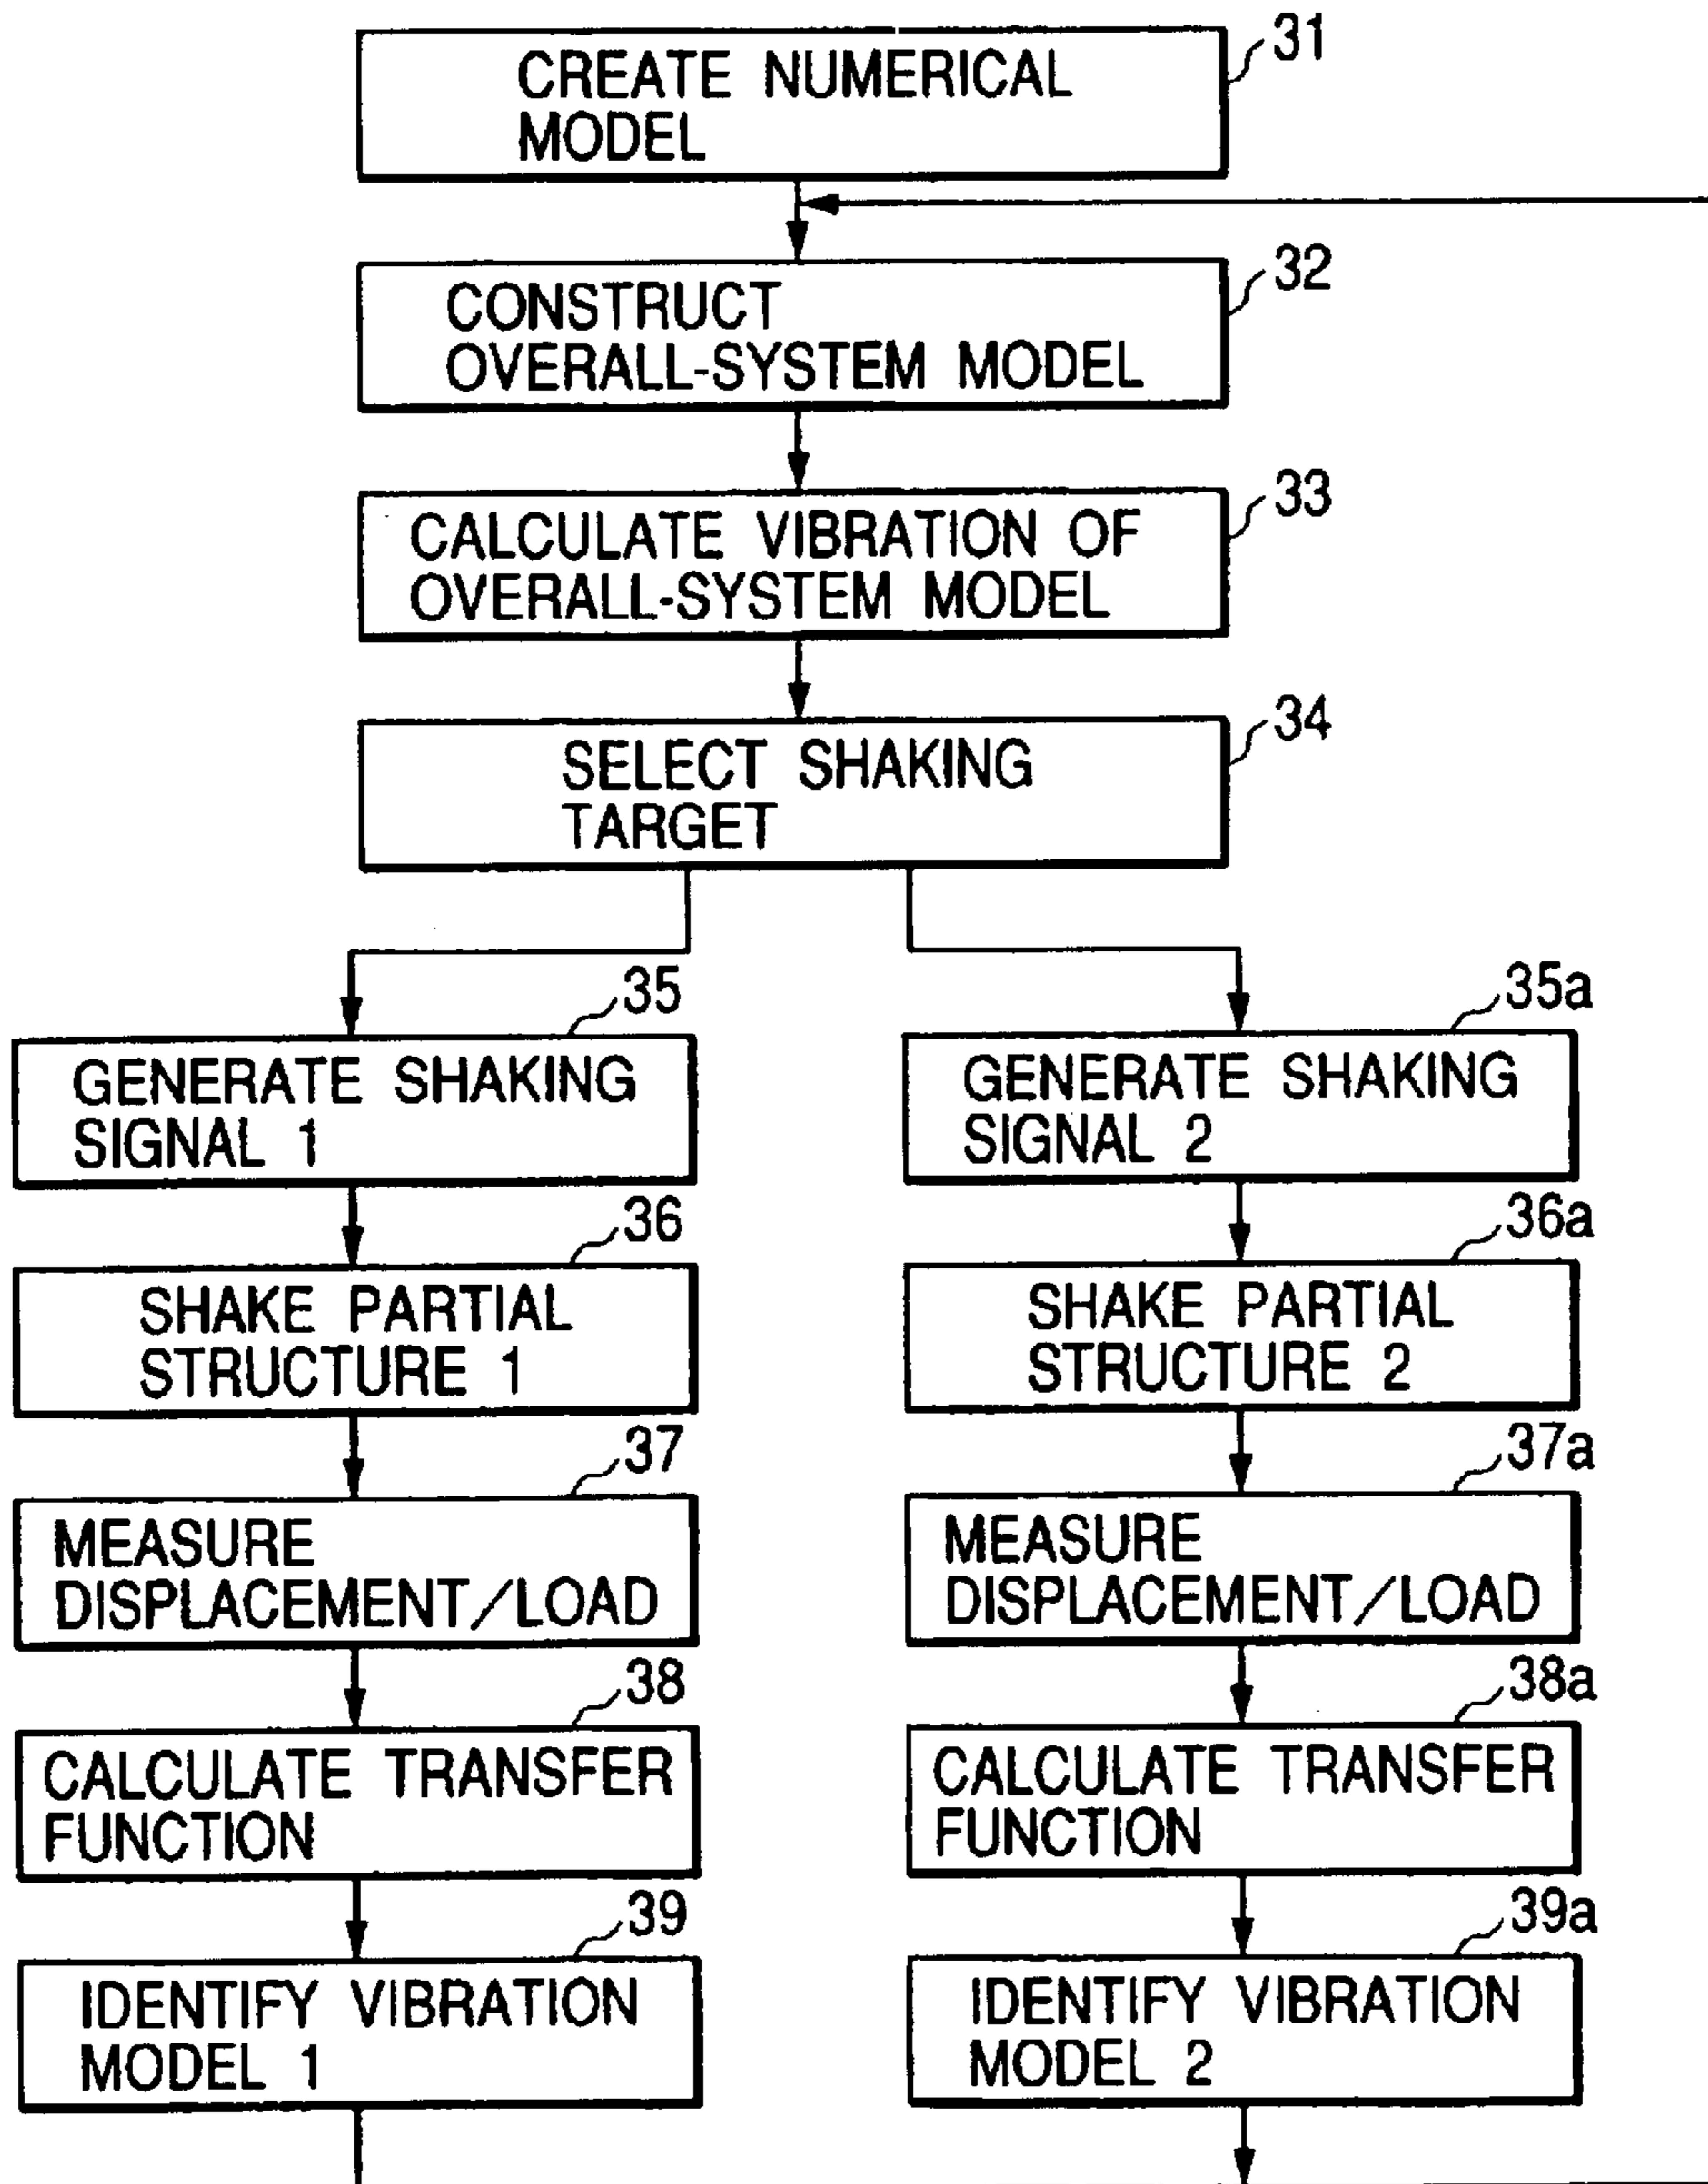 31
CREATE NUMERICAL
MODEL
32
CONSTRUCT
OVERALL-SYSTEM MODEL
33
CALCULATE VIBRATION OF
OVERALL-SYSTEM MODEL
34
SELECT SHAKING
TARGET
35
GENERATE SHAKING
SIGNAL 1
36
SHAKE PARTIAL
STRUCTURE 1
37
MEASURE
DISPLACEMENT/LOAD
38
CALCULATE TRANSFER
FUNCTION
39
IDENTIFY VIBRATION
MODEL 1
35a
GENERATE SHAKING
SIGNAL 2
36a
SHAKE PARTIAL
STRUCTURE 2
37a
MEASURE
DISPLACEMENT/LOAD
38a
CALCULATE TRANSFER
FUNCTION
39a
IDENTIFY VIBRATION
MODEL 2